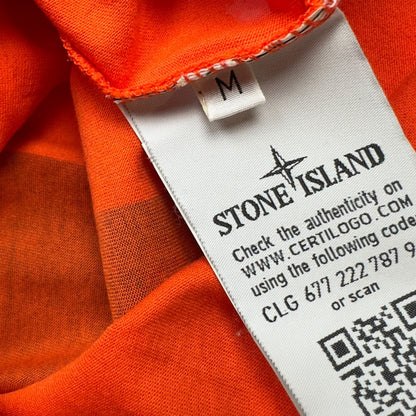 M
STONE ISLAND
Check the authenticity on
WWW.CERTILOGO.COM
using the following code
CLG 677 222 787 9
or scan